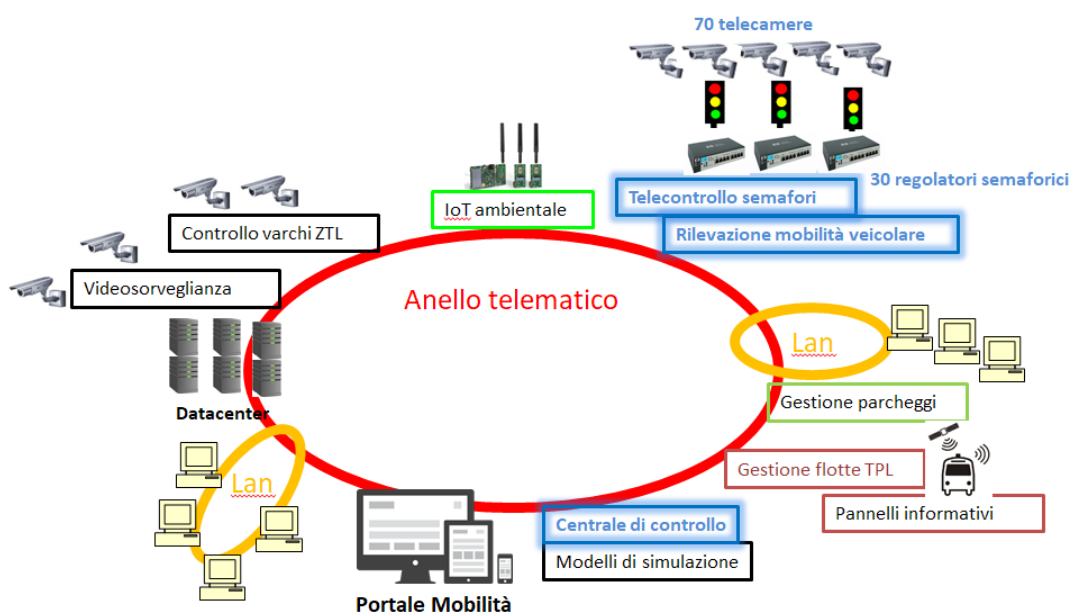 70 telecamere
30 regolatori semaforici
Telecontrollo semafori
IoT ambientale
Rilevazione mobilità veicolare
Controllo varchi ZTL
Videosorveglianza
Anello telematico
Lan
Datacenter
Gestione parcheggi
Gestione flotte TPL
Lan
Pannelli informativi
Centrale di controllo
Modelli di simulazione
Portale Mobilità